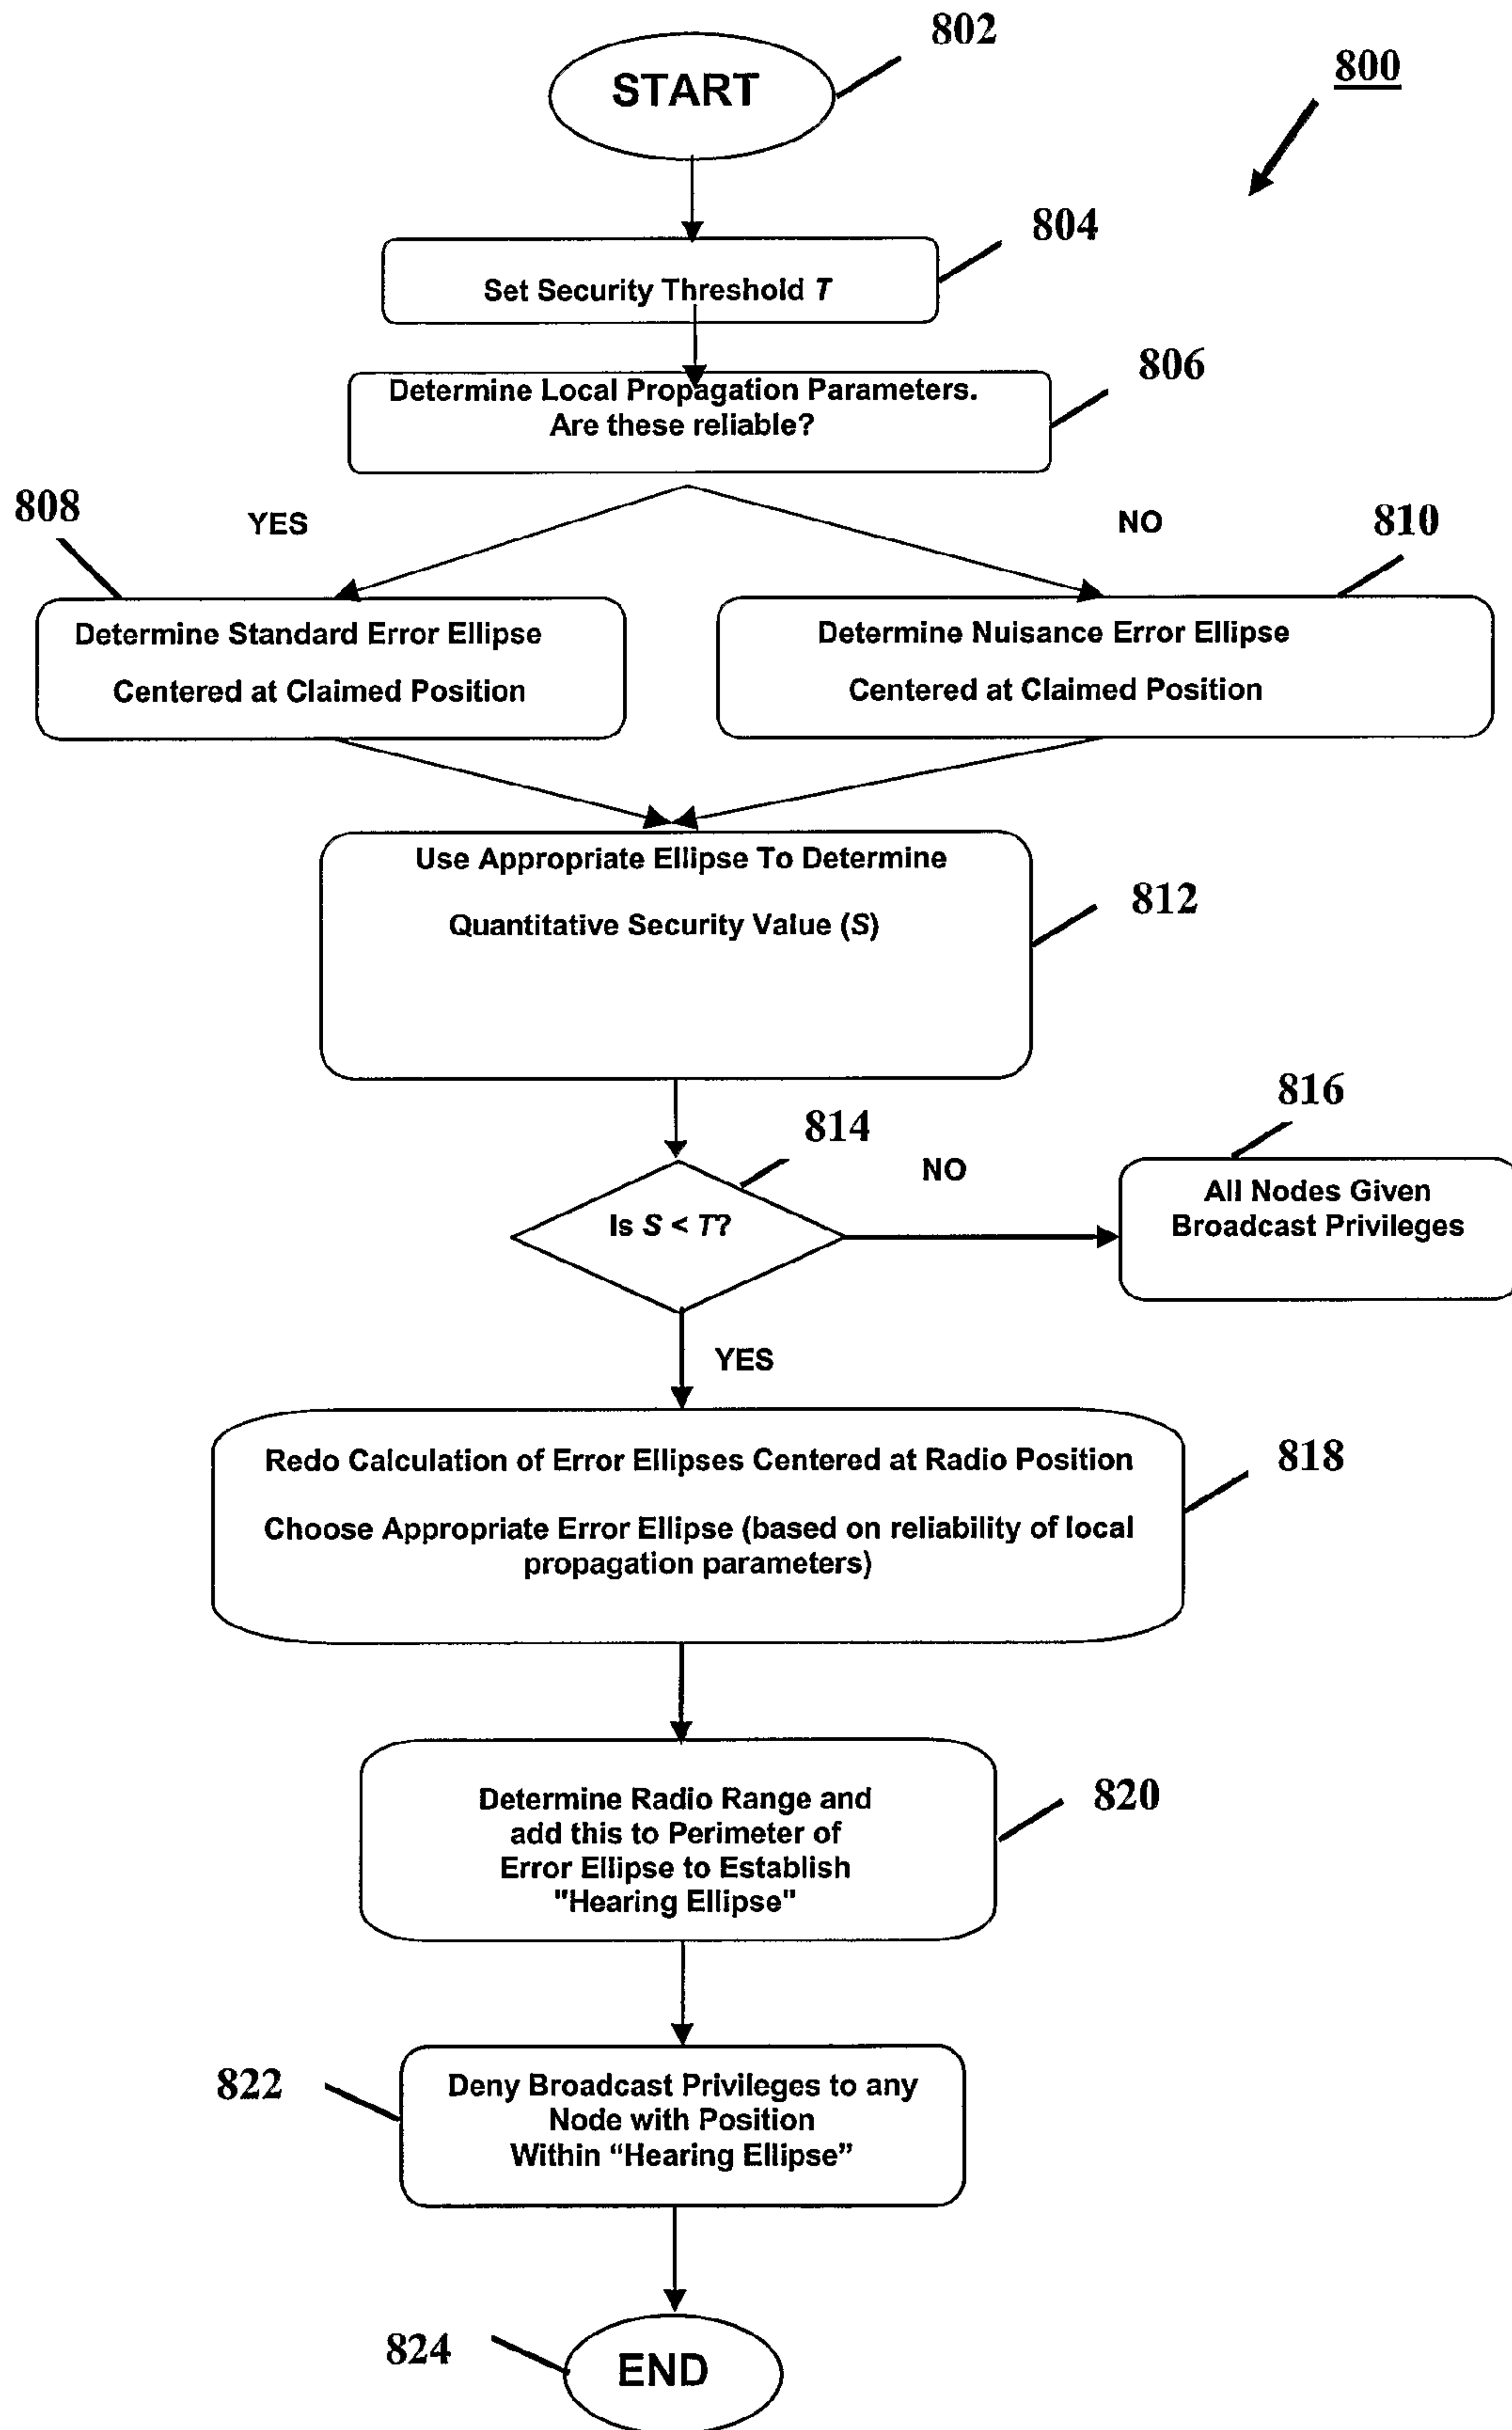 802
START
800
804
Set Security Threshold T
806
Determine Local Propagation Parameters.
Are these reliable?
808
YES
NO
810
Determine Standard Error Ellipse
Centered at Claimed Position
Determine Nuisance Error Ellipse
Centered at Claimed Position
Use Appropriate Ellipse To Determine
Quantitative Security Value (S)
812
814
Is S < T?
NO
816
All Nodes Given
Broadcast Privileges
YES
Redo Calculation of Error Ellipses Centered at Radio Position
Choose Appropriate Error Ellipse (based on reliability of local
propagation parameters)
818
Determine Radio Range and
add this to Perimeter of
Error Ellipse to Establish
"Hearing Ellipse"
820
822
Deny Broadcast Privileges to any
Node with Position
Within “Hearing Ellipse”
824
END